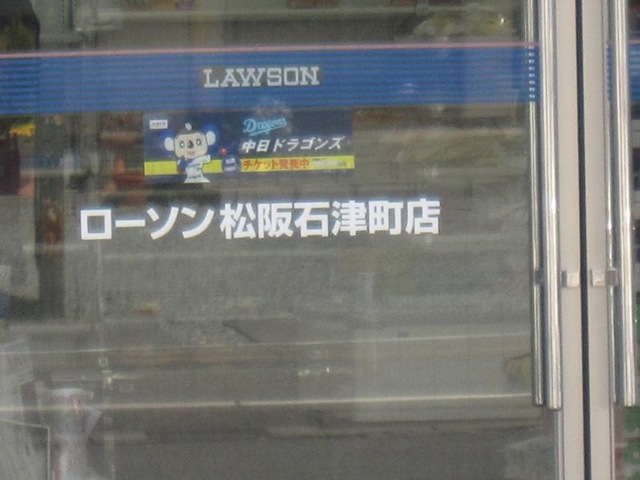 LAWSON
Dragons
中日ドラゴンズ
チケット発売中
ローソン松阪石津町店